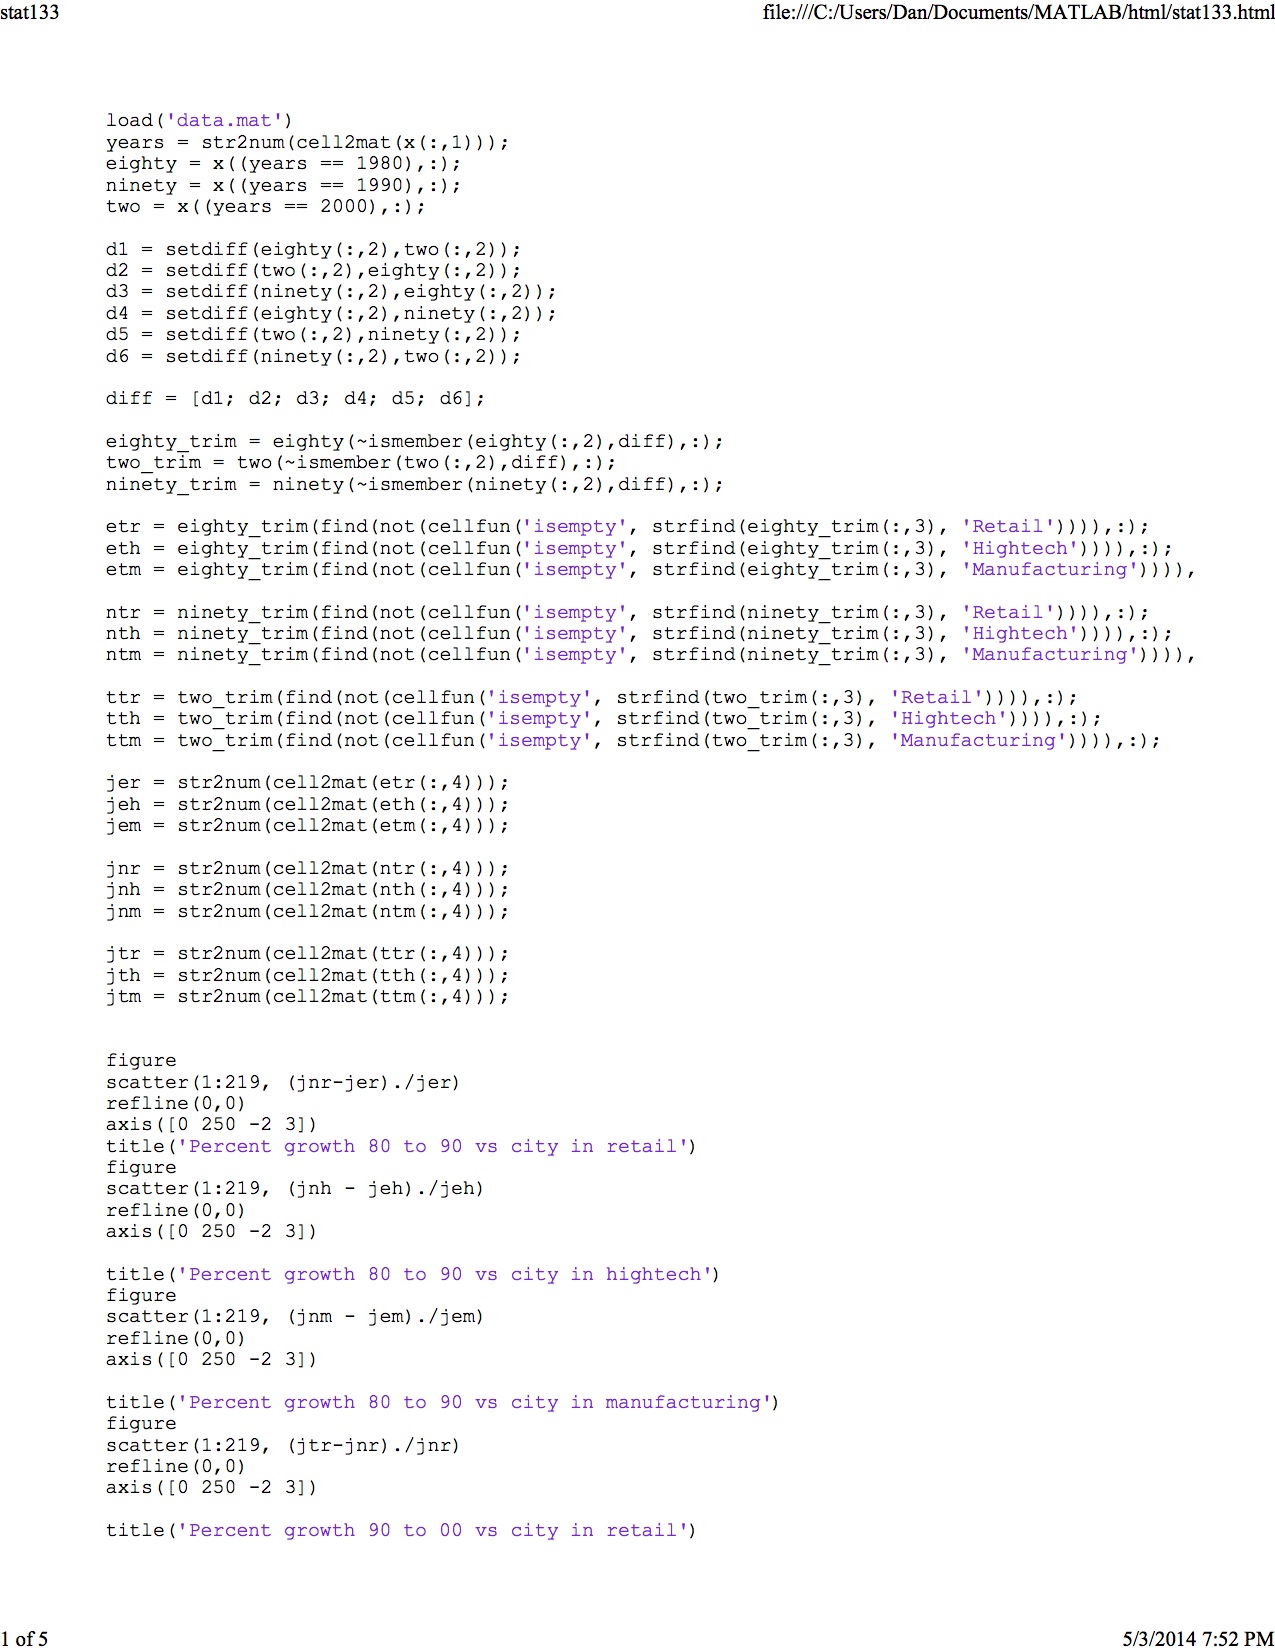 stat133 file:///C:/Users/Dan/Documents/MATLAB/html/stat133.html
load('data.mat')
years = str2num(cell2mat(x(:,1)));
eighty = x((years == 1980),:);
ninety = x((years == 1990),:);
two = x((years == 2000),:);
d1 = setdiff(eighty(:,2),two(:,2));
d2 = setdiff(two(:,2),eighty(:,2));
d3 = setdiff(ninety(:,2),eighty(:,2));
d4 = setdiff(eighty(:,2),ninety(:,2));
d5 = setdiff(two(:,2),ninety(:,2));
d6 = setdiff(ninety(:,2),two(:,2));
diff = [d1; d2; d3; d4; d5; d6];
eighty_trim = eighty(~ismember(eighty(:,2),diff),:);
two_trim = two(~ismember(two(:,2),diff),:);
ninety_trim = ninety(~ismember(ninety(:,2),diff),:);
etr = eighty_trim(find(not(cellfun('isempty', strfind(eighty_trim(:,3), 'Retail')))),:);
eth = eighty_trim(find(not(cellfun('isempty', strfind(eighty_trim(:,3), 'Hightech')))),:);
etm = eighty_trim(find(not(cellfun('isempty', strfind(eighty_trim(:,3), 'Manufacturing')))),
ntr = ninety_trim(find(not(cellfun('isempty', strfind(ninety_trim(:,3), 'Retail')))),:);
nth = ninety_trim(find(not(cellfun('isempty', strfind(ninety_trim(:,3), 'Hightech')))),:);
ntm = ninety_trim(find(not(cellfun('isempty', strfind(ninety_trim(:,3), 'Manufacturing')))),
ttr = two_trim(find(not(cellfun('isempty', strfind(two_trim(:,3), 'Retail')))),:);
tth = two_trim(find(not(cellfun('isempty', strfind(two_trim(:,3), 'Hightech')))),:);
ttm = two_trim(find(not(cellfun('isempty', strfind(two_trim(:,3), 'Manufacturing')))),:);
jer = str2num(cell2mat(etr(:,4)));
jeh = str2num(cell2mat(eth(:,4)));
jem = str2num(cell2mat(etm(:,4)));
jnr = str2num(cell2mat(ntr(:,4)));
jnh = str2num(cell2mat(nth(:,4)));
jnm = str2num(cell2mat(ntm(:,4)));
jtr = str2num(cell2mat(ttr(:,4)));
jth = str2num(cell2mat(tth(:,4)));
jtm = str2num(cell2mat(ttm(:,4)));
figure
scatter(1:219, (jnr-jer)./jer)
refline(0,0)
axis([0 250 -2 3])
title('Percent growth 80 to 90 vs city in retail')
figure
scatter(1:219, (jnh - jeh)./jeh)
refline(0,0)
axis([0 250 -2 3])
title('Percent growth 80 to 90 vs city in hightech')
figure
scatter(1:219, (jnm - jem)./jem)
refline(0,0)
axis([0 250 -2 3])
title('Percent growth 80 to 90 vs city in manufacturing')
figure
scatter(1:219, (jtr-jnr)./jnr)
refline(0,0)
axis([0 250 -2 3])
title('Percent growth 90 to 00 vs city in retail')
1 of 5 5/3/2014 7:52 PM